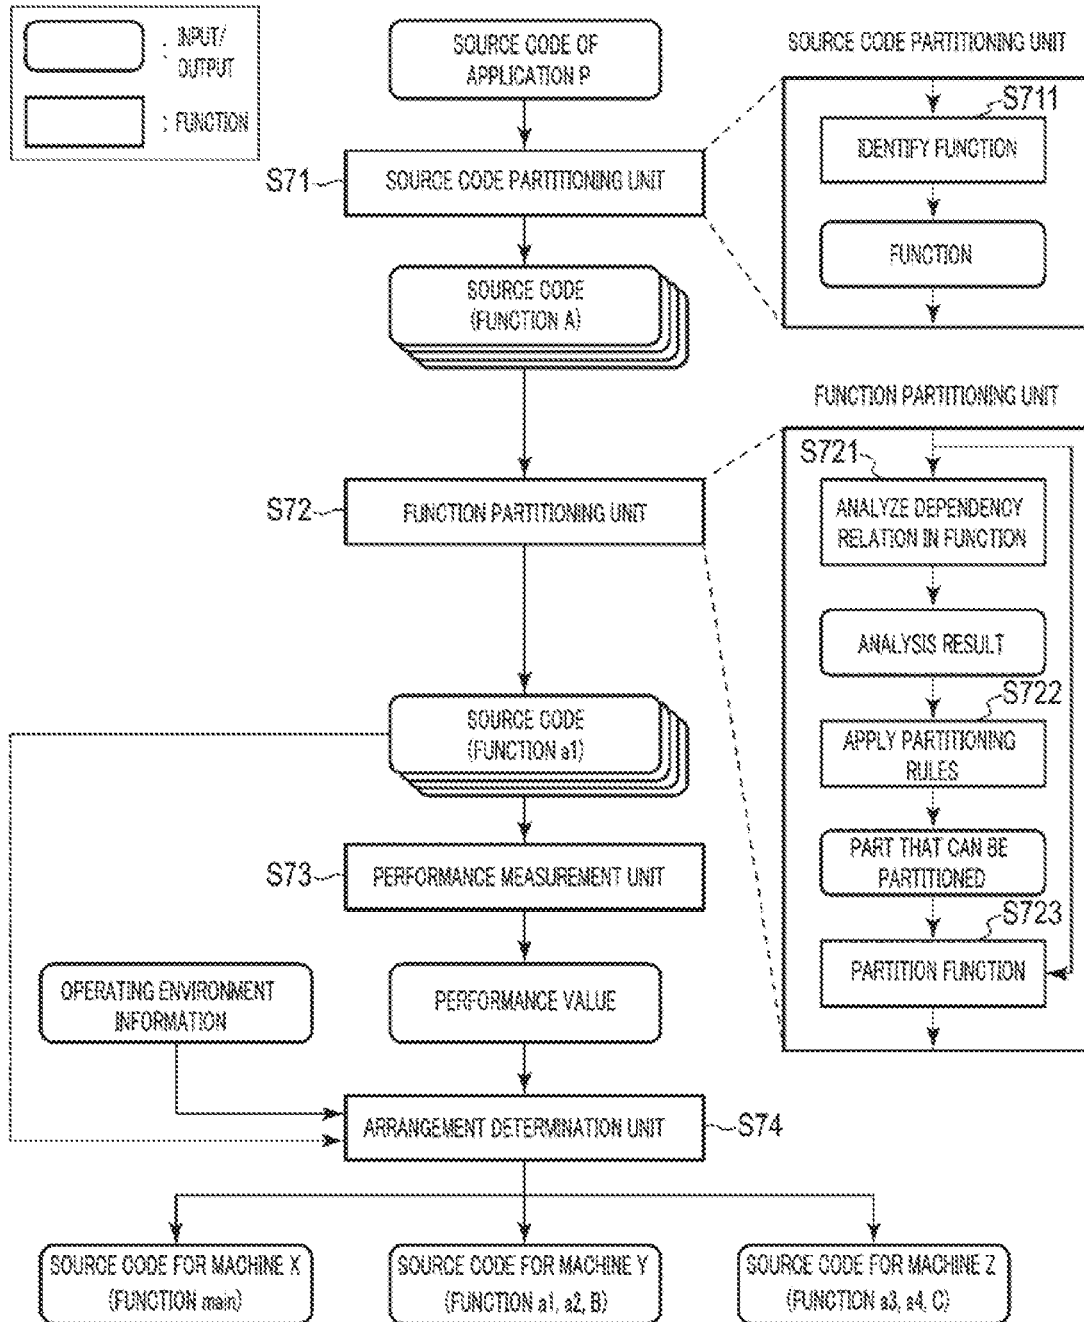 : INPUT/
OUTPUT
: FUNCTION
SOURCE CODE OF
APPLICATION P
S71
SOURCE CODE PARTITIONING UNIT
SOURCE CODE
(FUNCTION A)
S72
FUNCTION PARTITIONING UNIT
SOURCE CODE
(FUNCTION a1)
S73
PERFORMANCE MEASUREMENT UNIT
OPERATING ENVIRONMENT
INFORMATION
PERFORMANCE VALUE
ARRANGEMENT DETERMINATION UNIT
S74
SOURCE CODE FOR MACHINE X
(FUNCTION main)
SOURCE CODE FOR MACHINE Y
(FUNCTION a1, a2, B)
SOURCE CODE FOR MACHINE Z
(FUNCTION a3, a4, C)
SOURCE CODE PARTITIONING UNIT
S711
IDENTIFY FUNCTION
FUNCTION
FUNCTION PARTITIONING UNIT
S721
ANALYZE DEPENDENCY
RELATION IN FUNCTION
ANALYSIS RESULT
S722
APPLY PARTITIONING
RULES
PART THAT CAN BE
PARTITIONED
S723
PARTITION FUNCTION